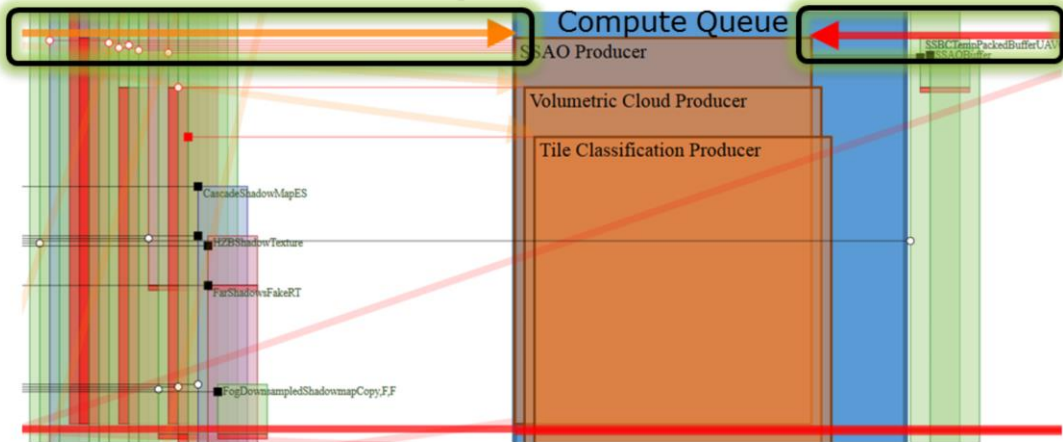 Compute Queue
SSAO Producer
SSBCTempPackedBufferUAV
SSAOBuffer
Volumetric Cloud Producer
Tile Classification Producer
CascadeShadowMapES
HZBShadowTexture
FarShadowsFakeRT
FogDownsampledShadowmapCopy,F,F